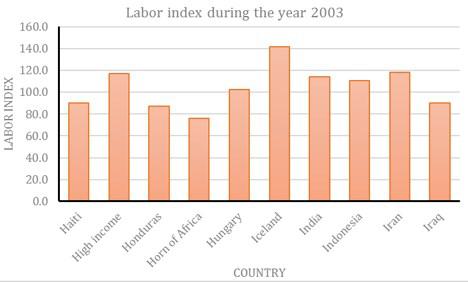 Labor index during the year 2003
LABOR INDEX
160.0
140.0
120.0
100.0
80.0
60.0
40.0
20.0
0.0
Haiti
High income
Honduras
Horn of Africa
Hungary
Iceland
India
Indonesia
Iran
Iraq
COUNTRY